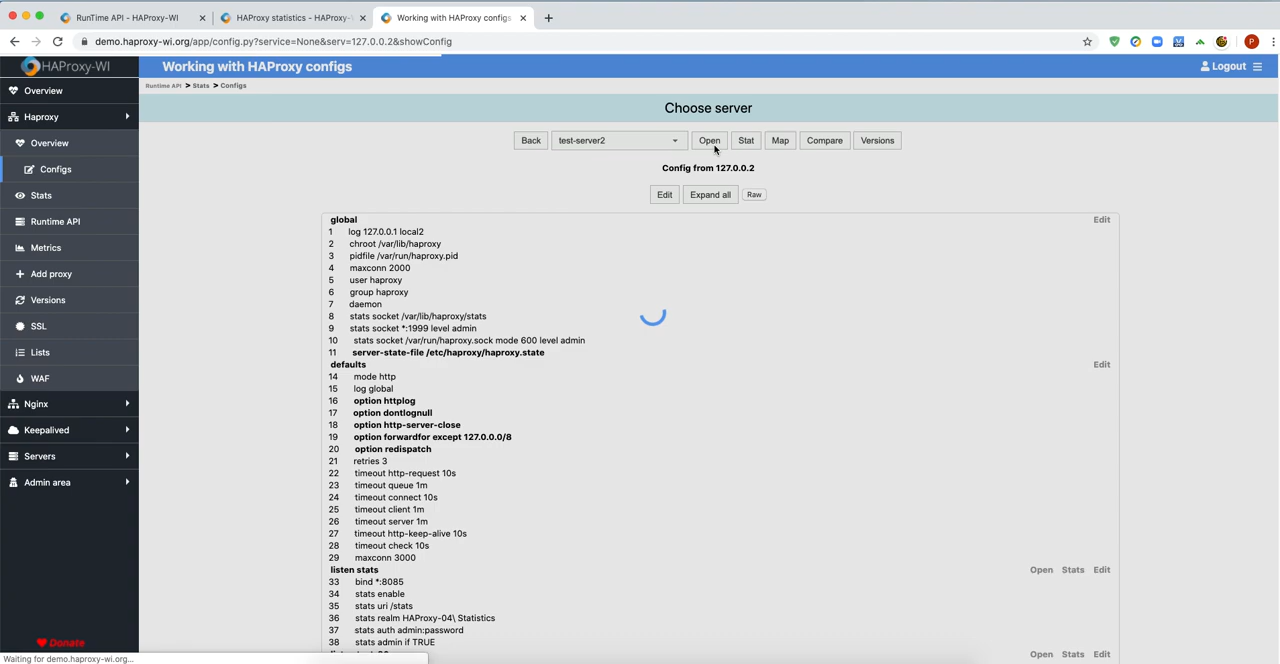 RunTime API - HAProxy-WI
HAProxy statistics - HAProxy-
Working with HAProxy configs
demo.haproxy-wi.org/app/config.py?service=None&serv=127.0.0.2&showConfig
P
HAProxy-WI
Working with HAProxy configs
Logout
Overview
Runtime API > Stats > Configs
Choose server
Haproxy
Overview
Back
test-server2
Open
Stat
Map
Compare
Versions
Configs
Config from 127.0.0.2
Stats
Edit
Expand all
Raw
Runtime API
Metrics
Add proxy
Versions
SSL
Lists
WAF
Nginx
Keepalived
Servers
Admin area
Donate
global Edit
1 log 127.0.0.1 local2
2 chroot /var/lib/haproxy
3 pidfile /var/run/haproxy.pid
4 maxconn 2000
5 user haproxy
6 group haproxy
7 daemon
8 stats socket /var/lib/haproxy/stats
9 stats socket *:1999 level admin
10 stats socket /var/run/haproxy.sock mode 600 level admin
11 server-state-file /etc/haproxy/haproxy.state
defaults Edit
14 mode http
15 log global
16 option httplog
17 option dontlognull
18 option http-server-close
19 option forwardfor except 127.0.0.0/8
20 option redispatch
21 retries 3
22 timeout http-request 10s
23 timeout queue 1m
24 timeout connect 10s
25 timeout client 1m
26 timeout server 1m
27 timeout http-keep-alive 10s
28 timeout check 10s
29 maxconn 3000
listen stats Open Stats Edit
33 bind *:8085
34 stats enable
35 stats uri /stats
36 stats realm HAProxy-04\ Statistics
37 stats auth admin:password
38 stats admin if TRUE
Open Stats Edit
Waiting for demo.haproxy-wi.org...